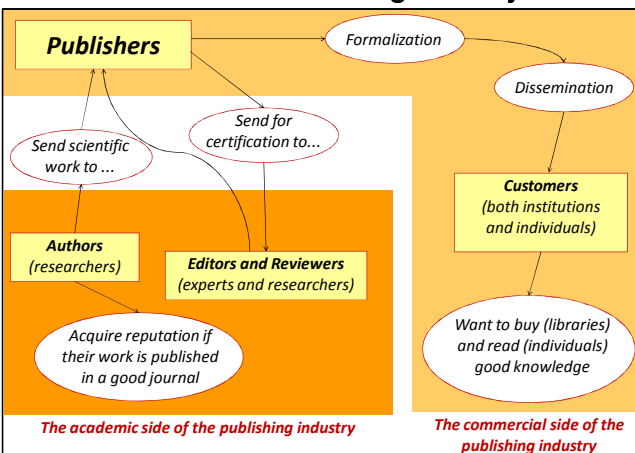 Publishers
Formalization
Dissemination
Send scientific
work to ...
Send for
certification to...
Customers
(both institutions
and individuals)
Authors
(researchers)
Editors and Reviewers
(experts and researchers)
Acquire reputation if
their work is published
in a good journal
Want to buy (libraries)
and read (individuals)
good knowledge
The academic side of the publishing industry
The commercial side of the
publishing industry